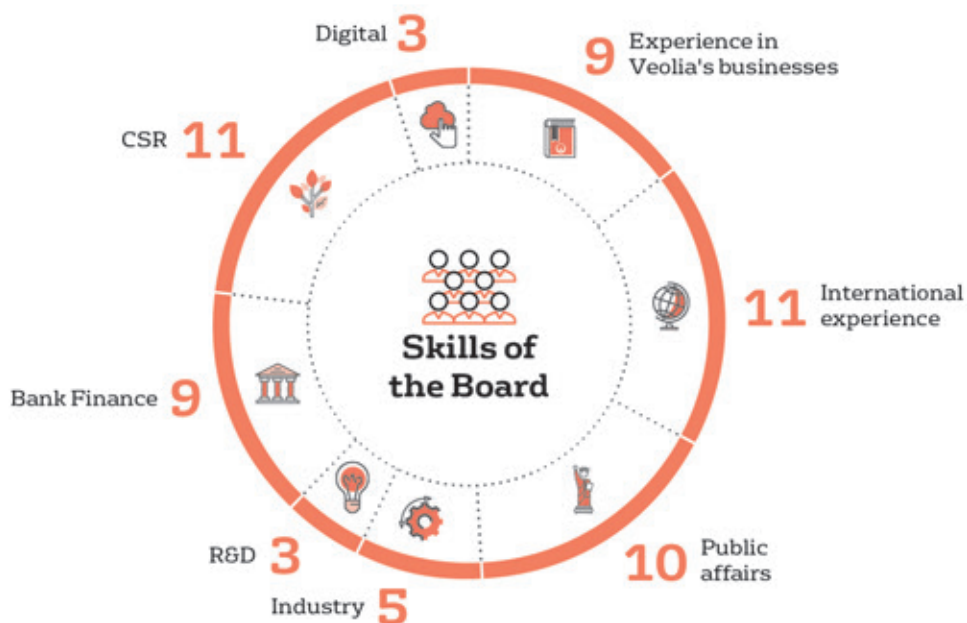 Digital 3
9 Experience in
Veolia's businesses
CSR 11
11 International
experience
Skills of
the Board
Bank Finance 9
R&D 3
10 Public
affairs
Industry 5